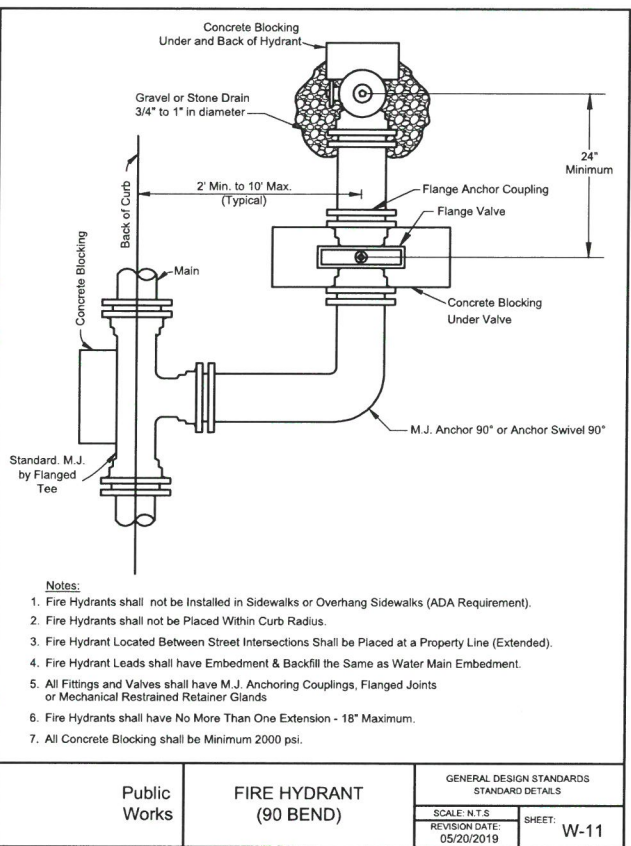 Concrete Blocking
Under and Back of Hydrant
Gravel or Stone Drain
3/4" to 1" in diameter
24"
Minimum
2' Min. to 10' Max.
(Typical)
Back of Curb
Flange Anchor Coupling
Flange Valve
Concrete Blocking
Main
Concrete Blocking
Under Valve
M.J. Anchor 90° or Anchor Swivel 90°
Standard. M.J.
by Flanged
Tee
Notes:
1. Fire Hydrants shall not be Installed in Sidewalks or Overhang Sidewalks (ADA Requirement).
2. Fire Hydrants shall not be Placed Within Curb Radius.
3. Fire Hydrant Located Between Street Intersections Shall be Placed at a Property Line (Extended).
4. Fire Hydrant Leads shall have Embedment & Backfill the Same as Water Main Embedment.
5. All Fittings and Valves shall have M.J. Anchoring Couplings, Flanged Joints
or Mechanical Restrained Retainer Glands
6. Fire Hydrants shall have No More Than One Extension - 18" Maximum.
7. All Concrete Blocking shall be Minimum 2000 psi.
Public
Works
FIRE HYDRANT
(90 BEND)
GENERAL DESIGN STANDARDS
STANDARD DETAILS
SCALE: N.T.S
REVISION DATE:
05/20/2019
SHEET:
W-11